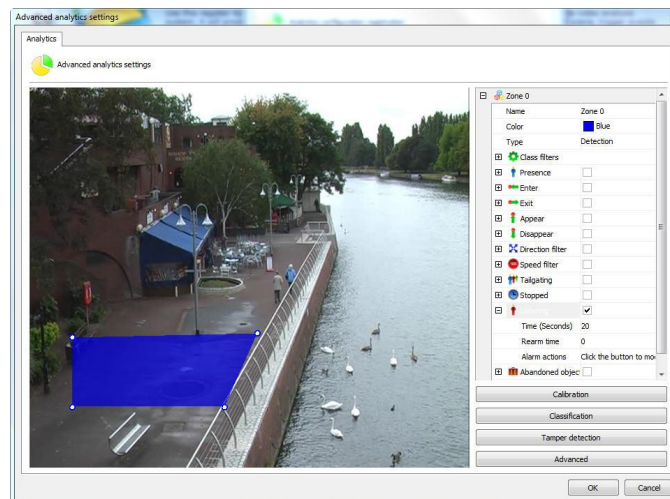 Advanced analytics settings
Analytics
Advanced analytics settings
Zone 0
Name Zone 0
Color Blue
Type Detection
Class filters
Presence
Enter
Exit
Appear
Disappear
Direction filter
Speed filter
Tailgating
Stopped
Time (Seconds) 20
Rearm time 0
Alarm actions Click the button to mo
Abandoned objec
Calibration
Classification
Tamper detection
Advanced
OK Cancel